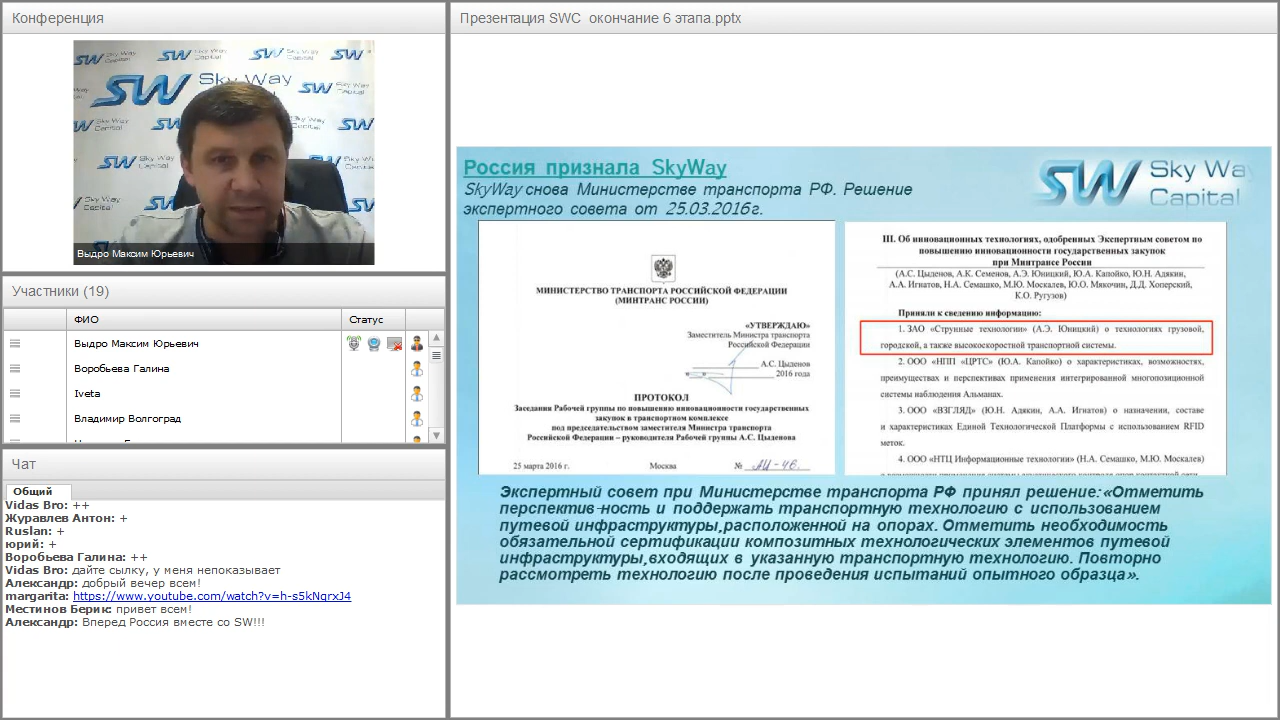 Конференция
SW Sky Way Capital
Выдро Максим Юрьевич
Участники (19)
ФИО Статус
Выдро Максим Юрьевич
Воробьева Галина
Iveta
Владимир Волгоград
Чат
Общий
Vidas Bro: ++
Журавлев Антон: +
Ruslan: +
юрий: +
Воробьева Галина: ++
Vidas Bro: дайте сылку, у меня непоказывает
Александр: добрый вечер всем!
margarita: https://www.youtube.com/watch?v=h-s5kNqrxJ4
Местинов Берик: привет всем!
Александр: Вперед Россия вместе со SW!!!
Презентация SWC окончание 6 этапа.pptx
Россия признала SkyWay
SkyWay снова Министерстве транспорта РФ. Решение
экспертного совета от 25.03.2016г.
SW Sky Way
Capital
МИНИСТЕРСТВО ТРАНСПОРТА РОССИЙСКОЙ ФЕДЕРАЦИИ
(МИНТРАНС РОССИИ)
«УТВЕРЖДАЮ»
Заместитель Министра транспорта
Российской Федерации
А.С. Цыденов
2016 года
ПРОТОКОЛ
Заседания Рабочей группы по повышению инновационности государственных
закупок в транспортном комплексе
под председательством заместителя Министра транспорта
Российской Федерации – руководителя Рабочей группы А.С. Цыденова
25 марта 2016 г. Москва №
III. Об инновационных технологиях, одобренных Экспертным советом по
повышению инновационности государственных закупок
при Минтрансе России
(А.С. Цыденов, А.К. Семенов, А.Э. Юницкий, Ю.А. Капойко, Ю.Н. Адякин,
А.А. Игнатов, Н.А. Семашко, М.Ю. Москалев, Ю.О. Мякочин, Д.Д. Хоперский,
К.О. Ругузов)
Приняли к сведению информацию:
1. ЗАО «Струнные технологии» (А.Э. Юницкий) о технологиях грузовой,
городской, а также высокоскоростной транспортной системы.
2. ООО «НПП «ЦРТС» (Ю.А. Капойко) о характеристиках, возможностях,
преимуществах и перспективах применения интегрированной многопозиционной
системы наблюдения Альманах.
3. ООО «ВЗГЛЯД» (Ю.Н. Адякин, А.А. Игнатов) о назначении, составе
и характеристиках Единой Технологической Платформы с использованием RFID
меток.
4. ООО «НТЦ Информационные технологии» (Н.А. Семашко, М.Ю. Москалев)
Экспертный совет при Министерстве транспорта РФ принял решение:«Отметить
перспектив-ность и поддержать транспортную технологию с использованием
путевой инфраструктуры,расположенной на опорах. Отметить необходимость
обязательной сертификации композитных технологических элементов путевой
инфраструктуры,входящих в указанную транспортную технологию. Повторно
рассмотреть технологию после проведения испытаний опытного образца».